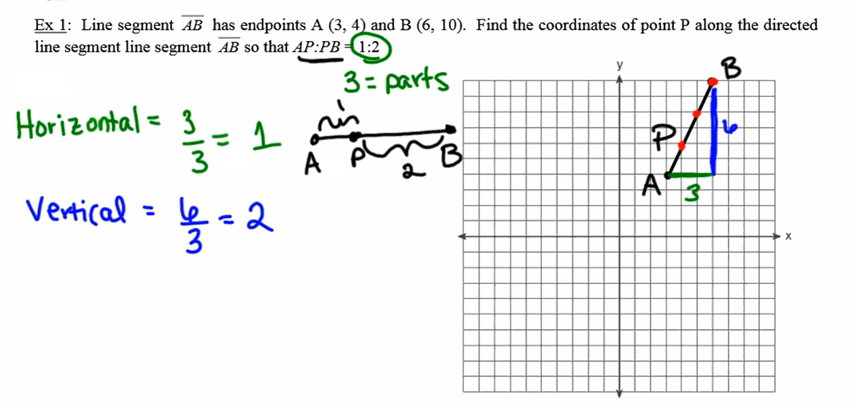 Ex 1: Line segment AB has endpoints A (3, 4) and B (6, 10). Find the coordinates of point P along the directed
line segment line segment AB so that AP:PB = 1:2
3 = parts
Horizontal = 3/3 = 1
1
A P B
2
Vertical = 6/3 = 2
y
B
P
6
A
3
x